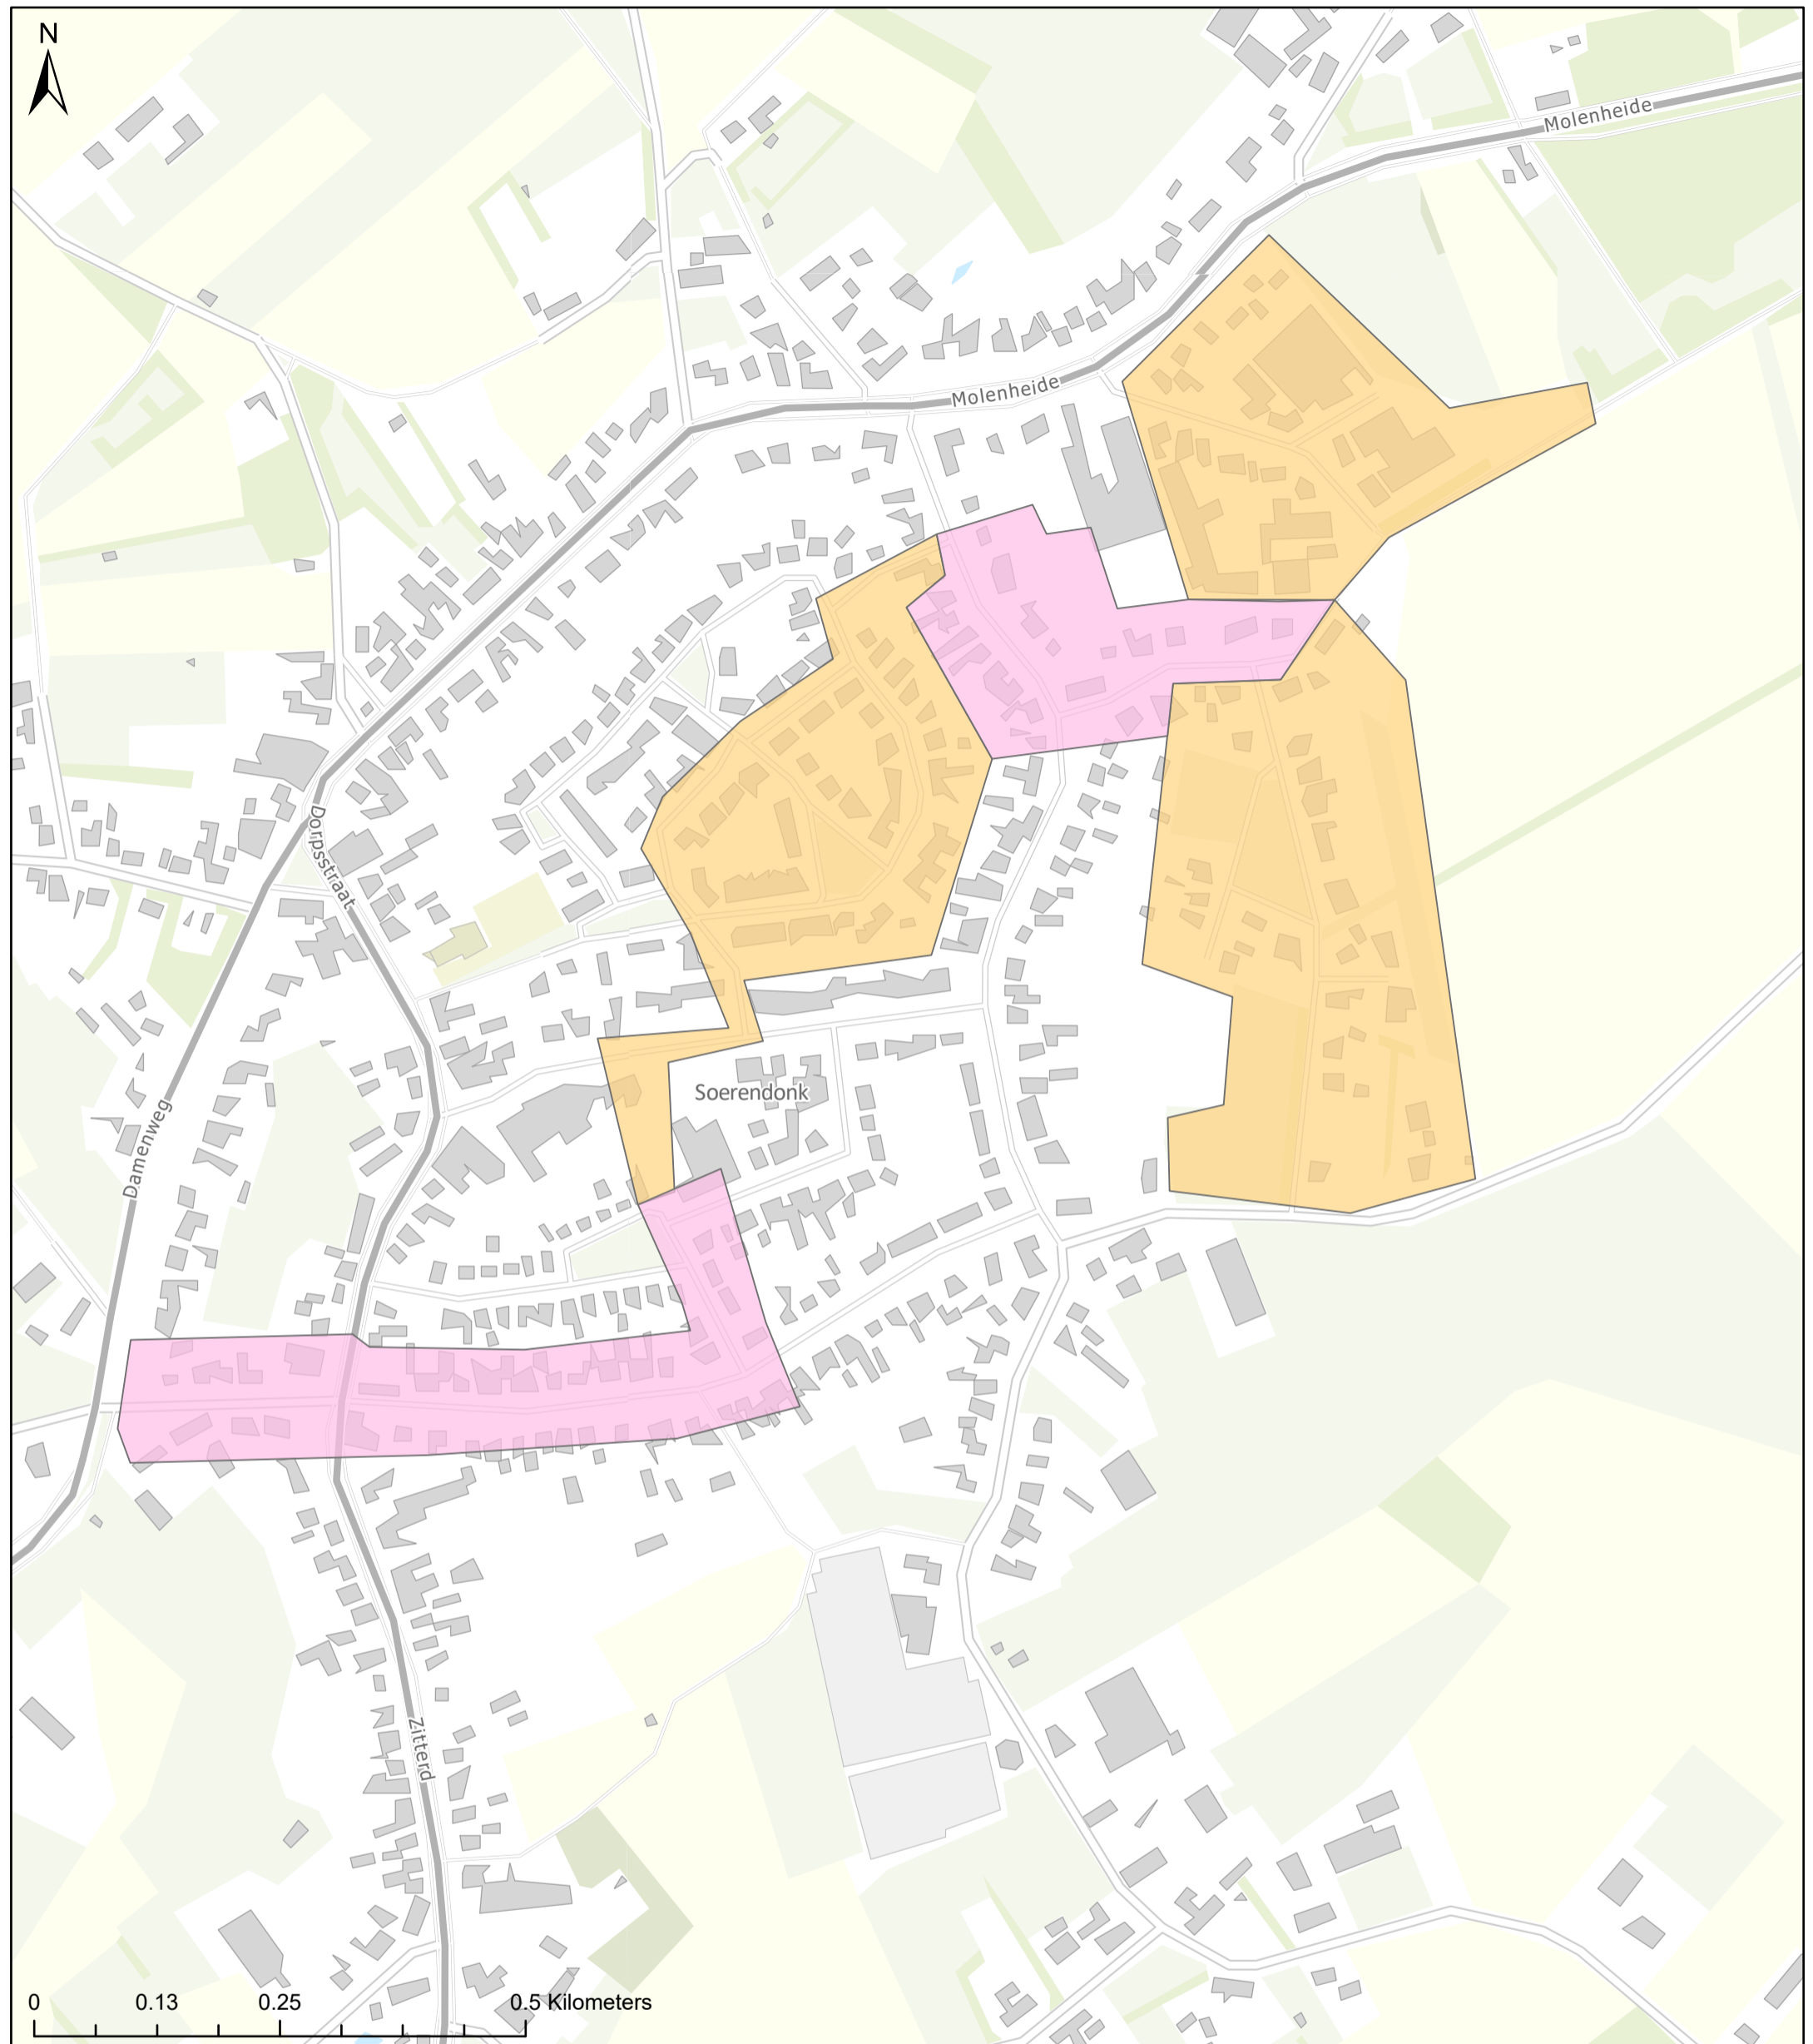 N
Molenheide
Molenheide
Dorpsstraat
Soerendonk
Damenweg
Zitterd
0 0.13 0.25 0.5 Kilometers